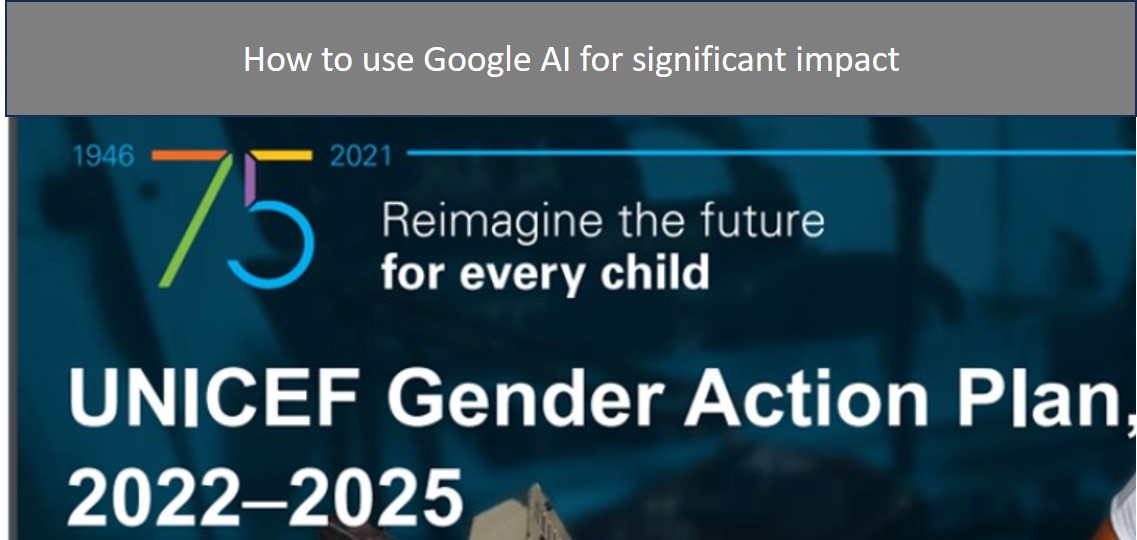 How to use Google AI for significant impact
1946 75 2021
Reimagine the future
for every child
UNICEF Gender Action Plan,
2022–2025